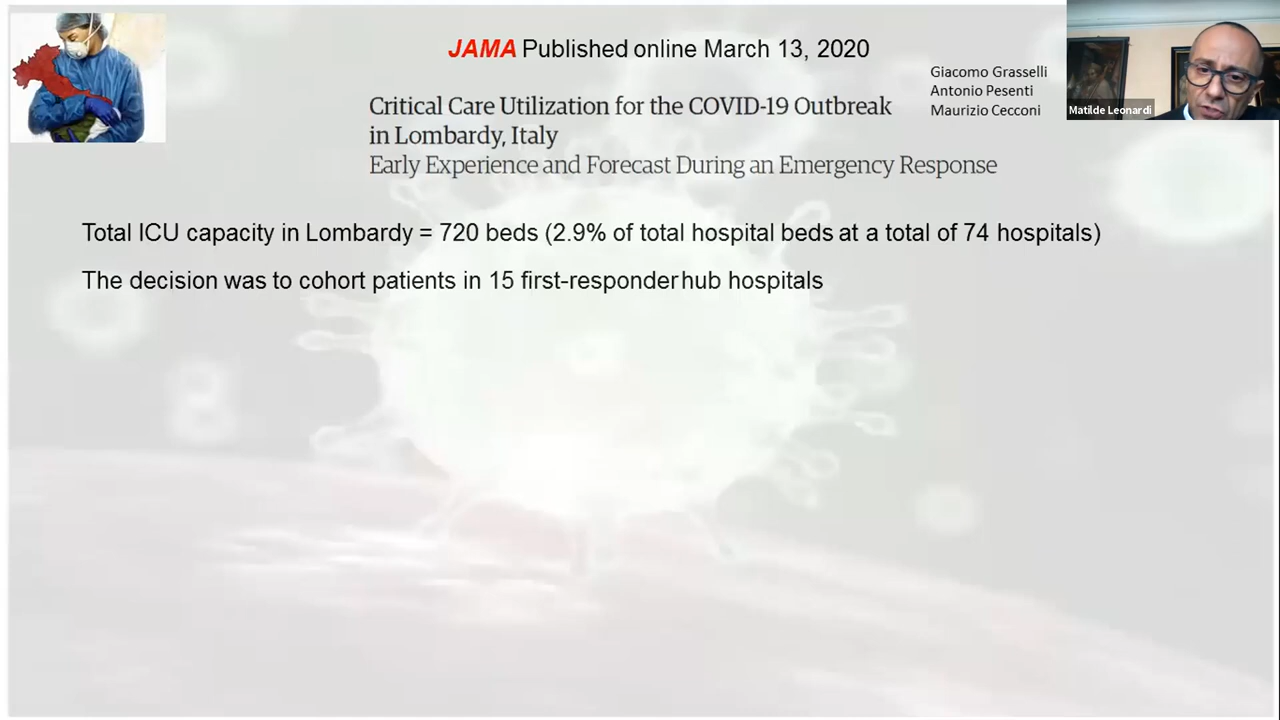 JAMA Published online March 13, 2020
Giacomo Grasselli
Antonio Pesenti
Maurizio Cecconi
Matilde Leonardi
Critical Care Utilization for the COVID-19 Outbreak
in Lombardy, Italy
Early Experience and Forecast During an Emergency Response
Total ICU capacity in Lombardy = 720 beds (2.9% of total hospital beds at a total of 74 hospitals)
The decision was to cohort patients in 15 first-responder hub hospitals